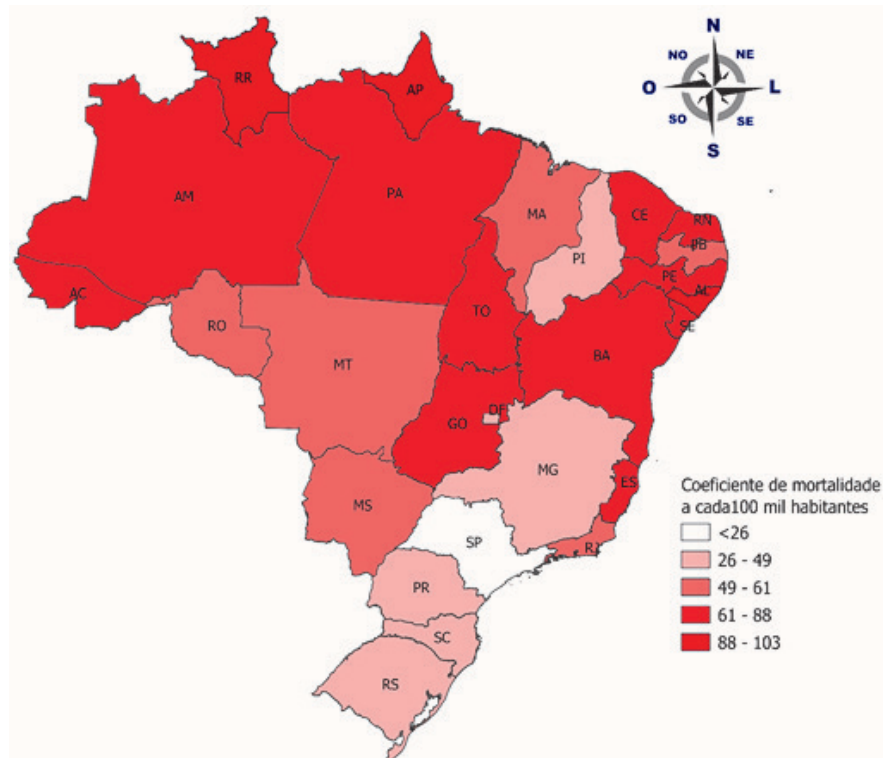 N
NO NE
O L
SO SE
S
RR
AP
AM
PA
MA
CE
RN
PB
PI
PE
AC
AL
TO
SE
RO
BA
MT
DF
GO
MG
ES
MS
SP
RJ
PR
SC
RS
Coeficiente de mortalidade
a cada100 mil habitantes
<26
26 - 49
49 - 61
61 - 88
88 - 103